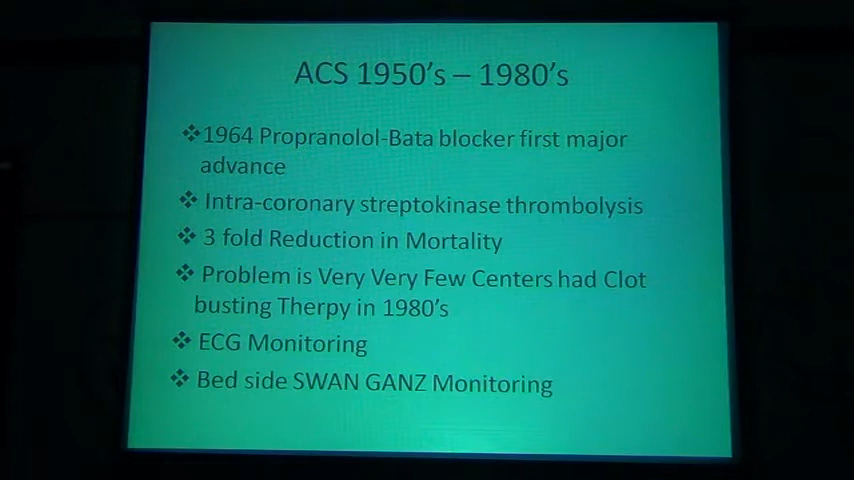 ACS 1950's – 1980's
❖1964 Propranolol-Bata blocker first major
advance
❖ Intra-coronary streptokinase thrombolysis
❖ 3 fold Reduction in Mortality
❖ Problem is Very Very Few Centers had Clot
busting Therpy in 1980's
❖ ECG Monitoring
❖ Bed side SWAN GANZ Monitoring